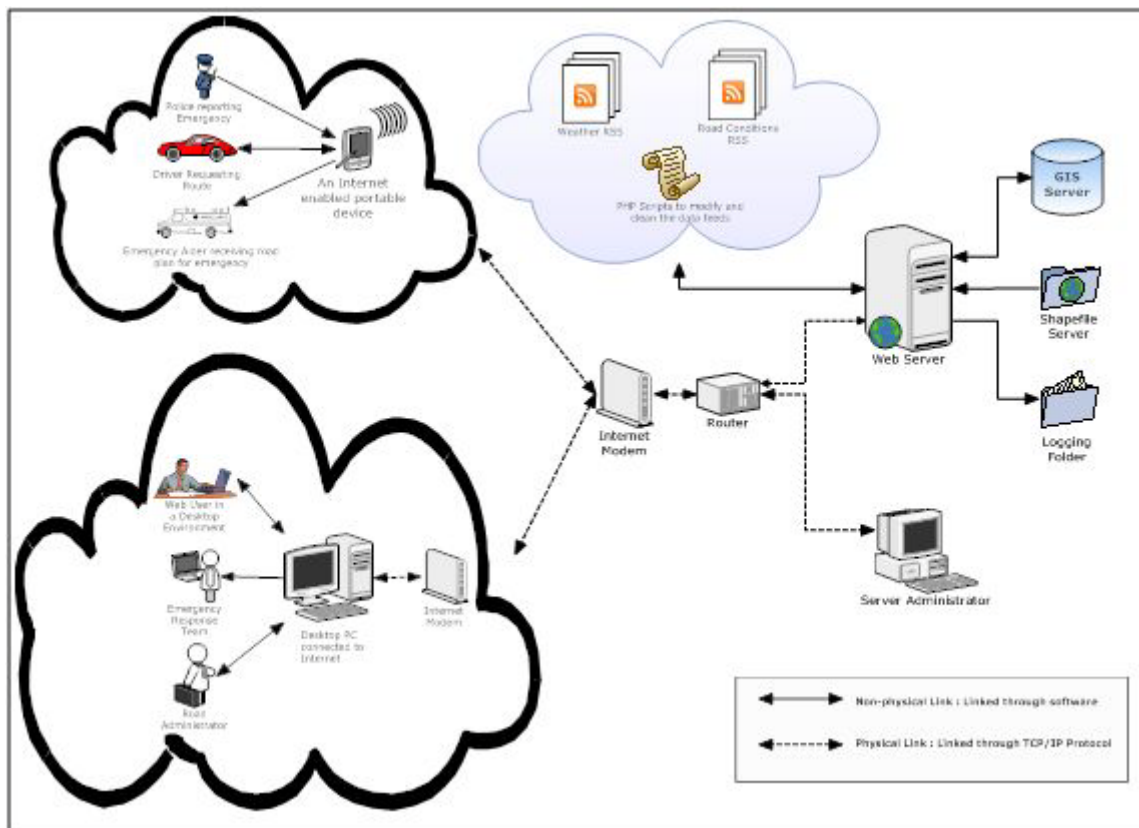 Police reporting
Emergency
Driver Requesting
Route
An Internet
enabled portable
device
Emergency Aider receiving road
plan for emergency
Weather RSS
Road Conditions
RSS
PHP Scripts to modify and
clean the data feeds
GIS
Server
Web Server
Shapefile
Server
Logging
Folder
Internet
Modem
Router
Server Administrator
Web User in
a Desktop
Environment
Emergency
Response
Team
Desktop PC
connected to
Internet
Internet
Modem
Road
Administrator
Non-physical Link : Linked through software
Physical Link : Linked through TCP/IP Protocol